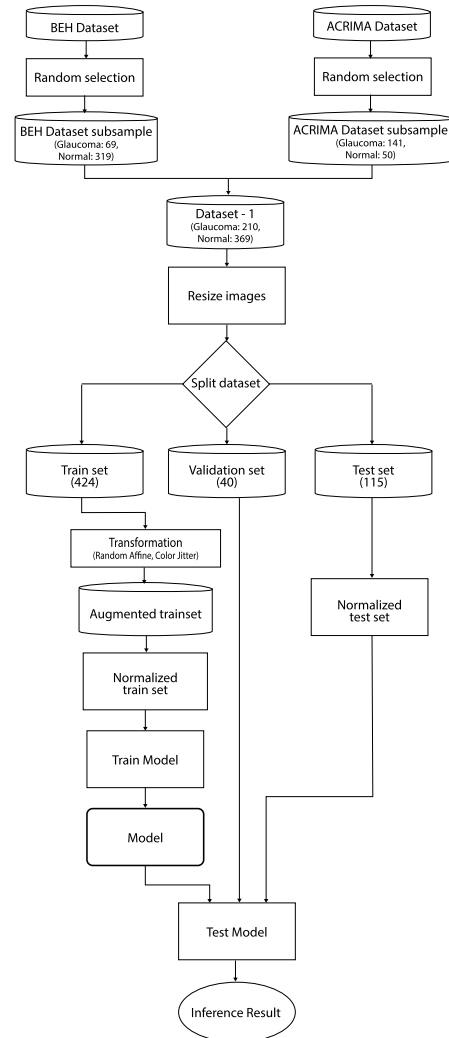 BEH Dataset
ACRIMA Dataset
Random selection
Random selection
BEH Dataset subsample
(Glaucoma: 69,
Normal: 319)
ACRIMA Dataset subsample
(Glaucoma: 141,
Normal: 50)
Dataset - 1
(Glaucoma: 210,
Normal: 369)
Resize images
Split dataset
Train set
(424)
Validation set
(40)
Test set
(115)
Transformation
(Random Affine, Color Jitter)
Augmented trainset
Normalized
test set
Normalized
train set
Train Model
Model
Test Model
Inference Result